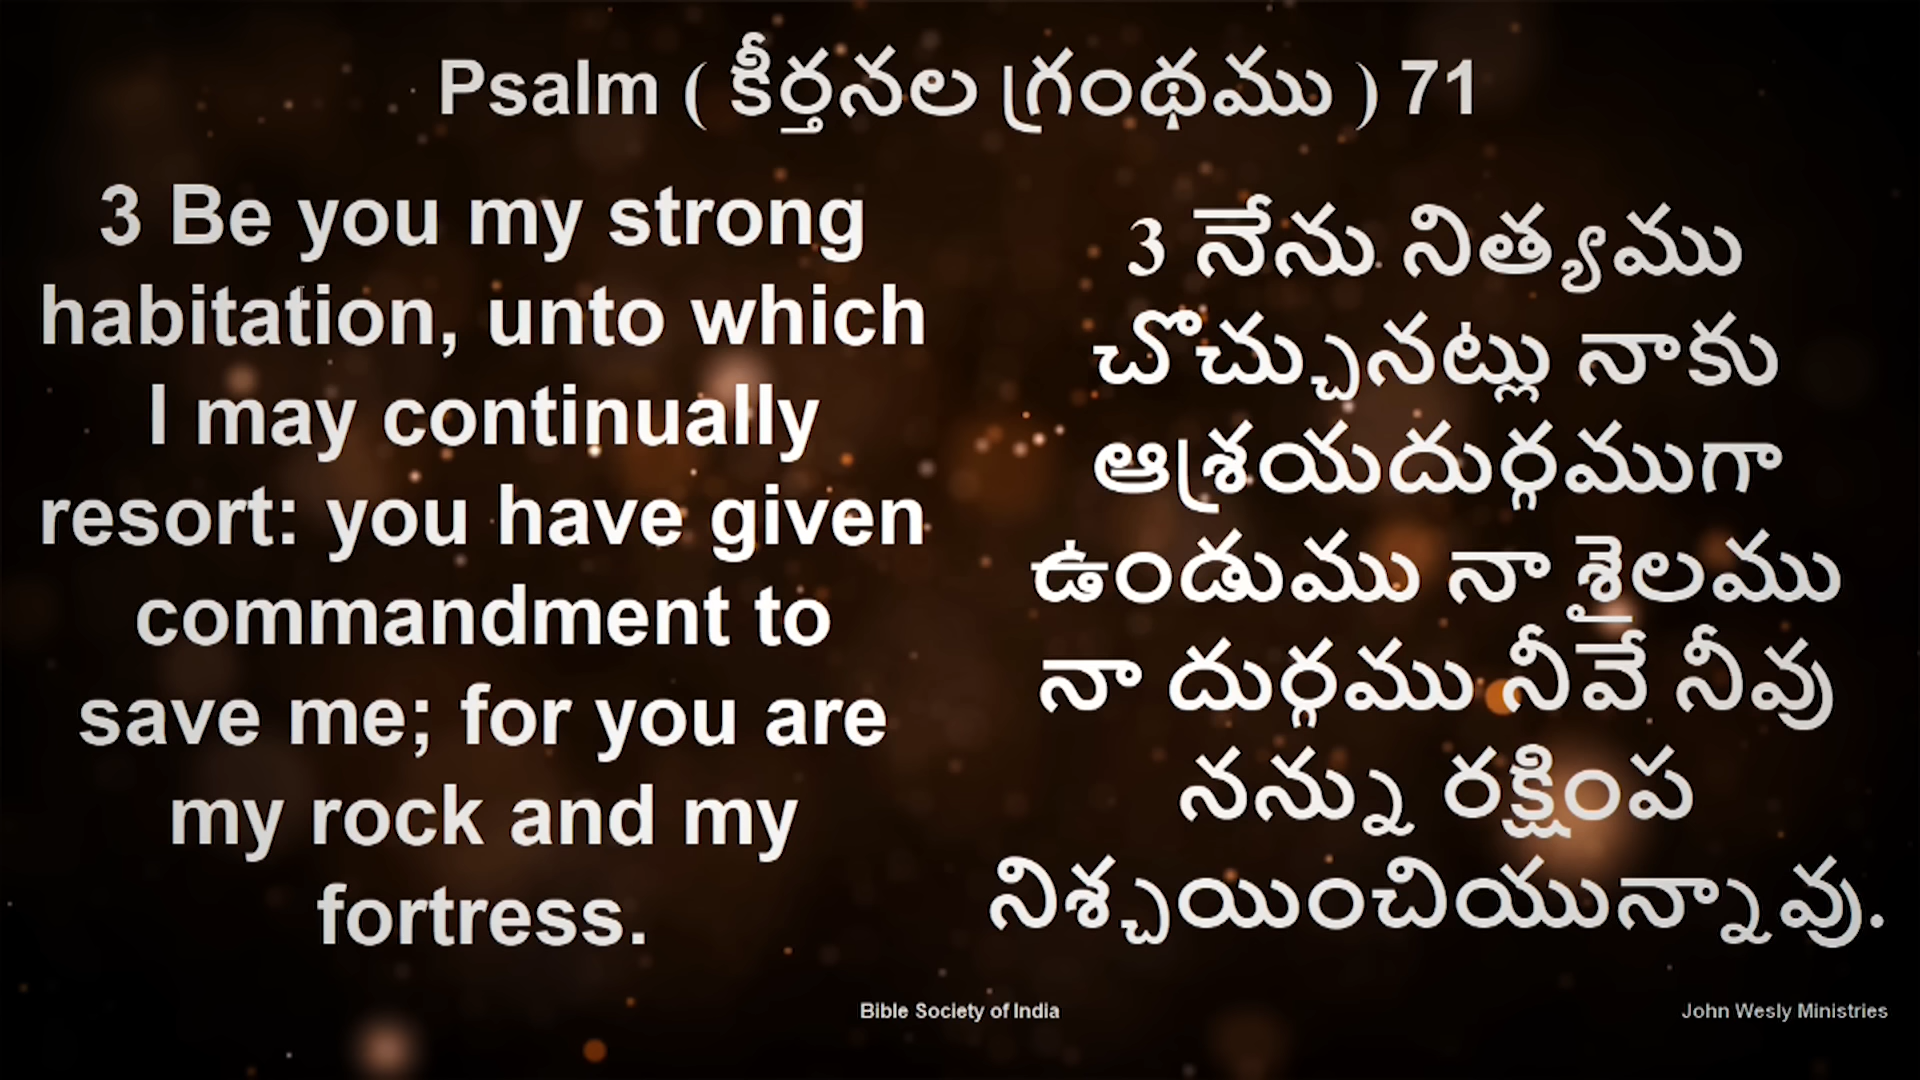 Psalm ( కీర్తనల గ్రంథము ) 71
3 Be you my strong
habitation, unto which
I may continually
resort: you have given
commandment to
save me; for you are
my rock and my
fortress.
3 నేను నిత్యము
చొచ్చునట్లు నాకు
ఆశ్రయదుర్గముగా
ఉండుము నా శైలము
నా దుర్గము నీవే నీవు
నన్ను రక్షింప
నిశ్చయించియున్నావు.
Bible Society of India
John Wesly Ministries